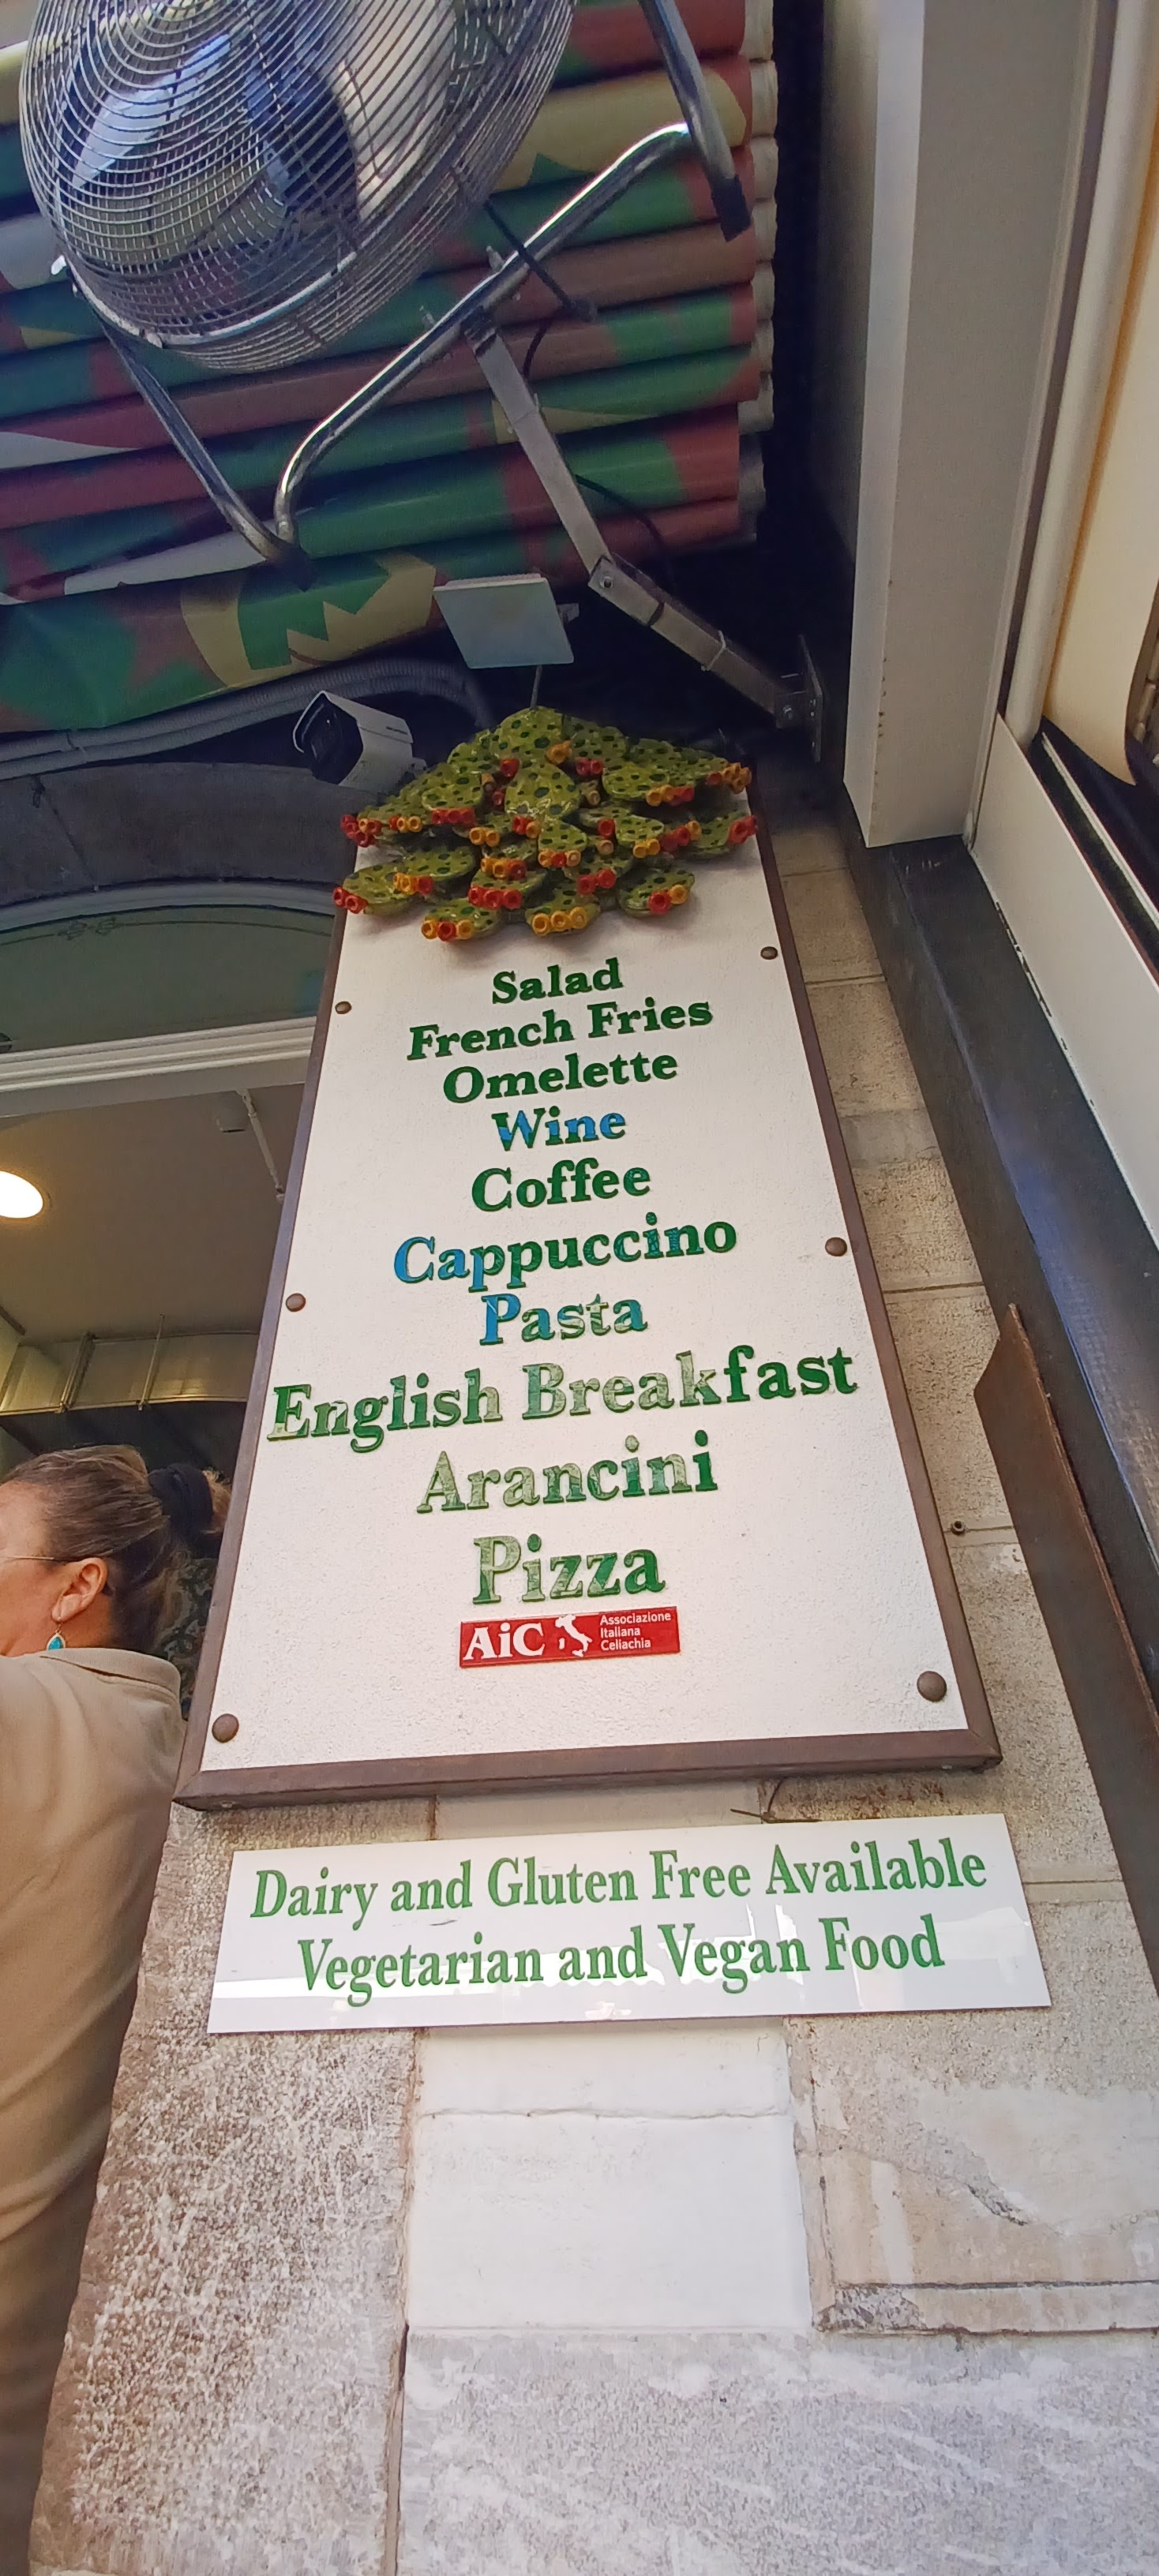 Salad
French Fries
Omelette
Wine
Coffee
Cappuccino
Pasta
English Breakfast
Arancini
Pizza
AiC
Associazione
Italiana
Celiachia
Dairy and Gluten Free Available
Vegetarian and Vegan Food